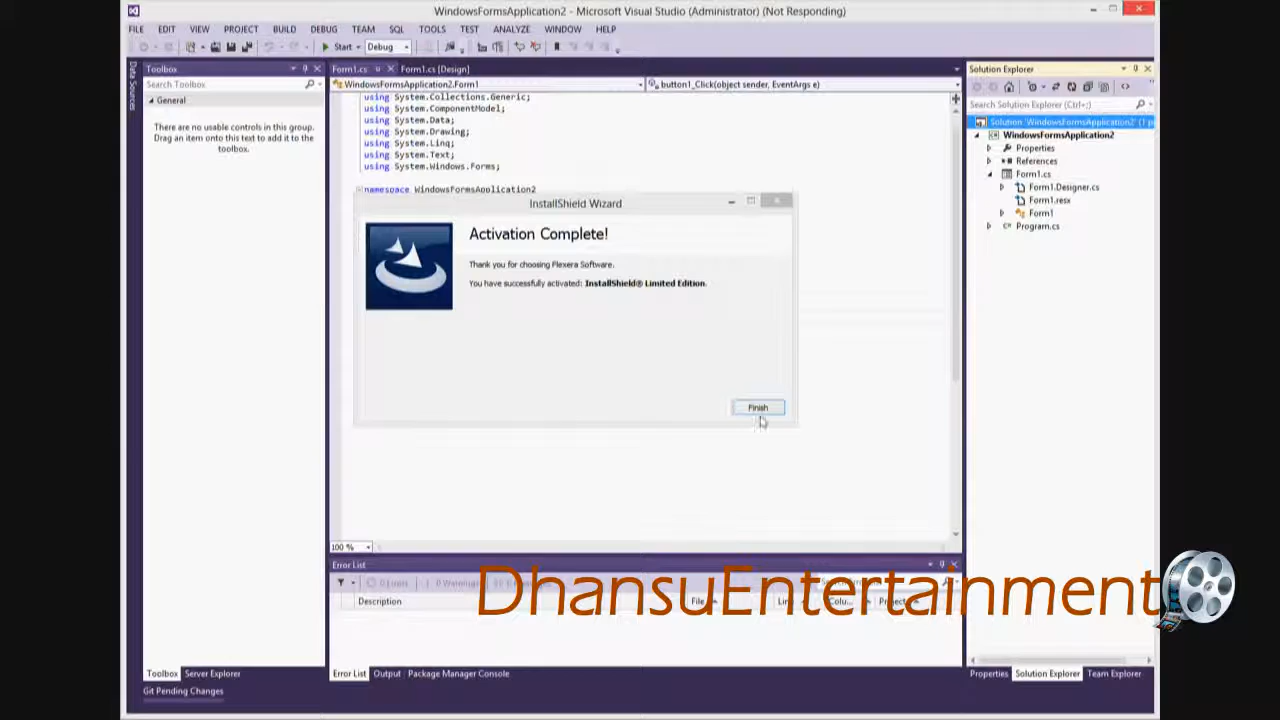 WindowsFormsApplication2 - Microsoft Visual Studio (Administrator) (Not Responding)
FILE EDIT VIEW PROJECT BUILD DEBUG TEAM SQL TOOLS TEST ANALYZE WINDOW HELP
Start Debug
Data Sources
Toolbox
Search Toolbox
General
There are no usable controls in this group.
Drag an item onto this text to add it to the
toolbox.
Form1.cs Form1.cs [Design]
WindowsFormsApplication2.Form1 button1_Click(object sender, EventArgs e)
using System.Collections.Generic;
using System.ComponentModel;
using System.Data;
using System.Drawing;
using System.Linq;
using System.Text;
using System.Windows.Forms;
namespace WindowsFormsApplication2
InstallShield Wizard
Activation Complete!
Thank you for choosing Flexera Software.
You have successfully activated: InstallShield® Limited Edition.
Finish
100 %
Error List
Description File Project
Error List Output Package Manager Console
Toolbox Server Explorer
Git Pending Changes
Solution Explorer
Search Solution Explorer (Ctrl+;)
Solution 'WindowsFormsApplication2' (1 p
WindowsFormsApplication2
Properties
References
Form1.cs
Form1.Designer.cs
Form1.resx
Form1
Program.cs
Properties Solution Explorer Team Explorer
DhansuEntertainment